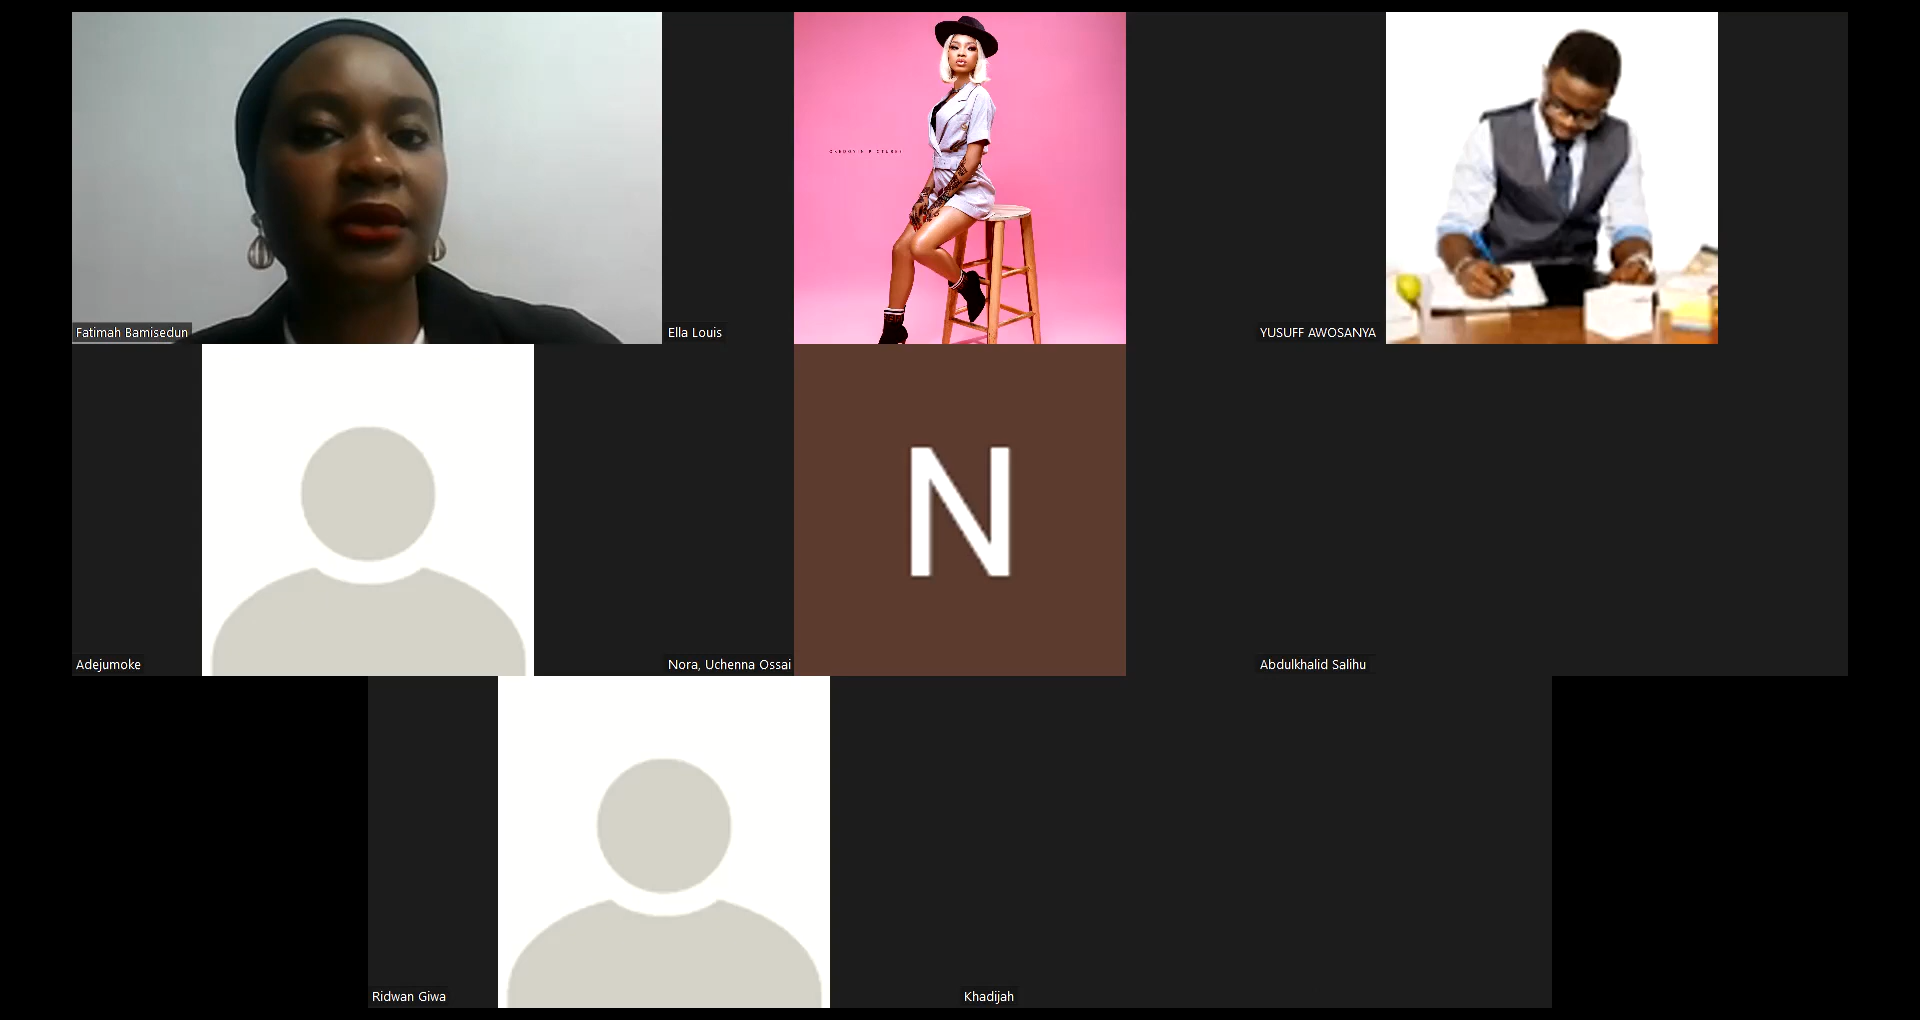 Fatimah Bamisedun
Ella Louis
YUSUFF AWOSANYA
Adejumoke
N
Nora, Uchenna Ossai
Abdulkhalid Salihu
Ridwan Giwa
Khadijah